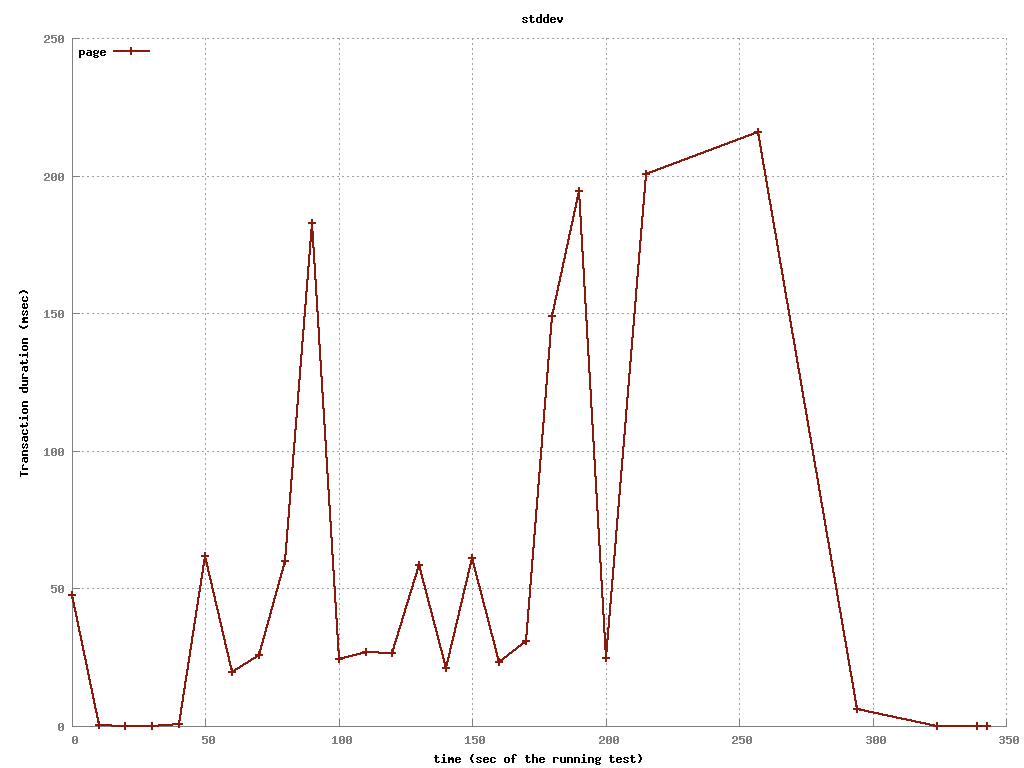 stddev
250
page
200
150
100
50
0
Transaction duration (msec)
0 50 100 150 200 250 300 350
time (sec of the running test)